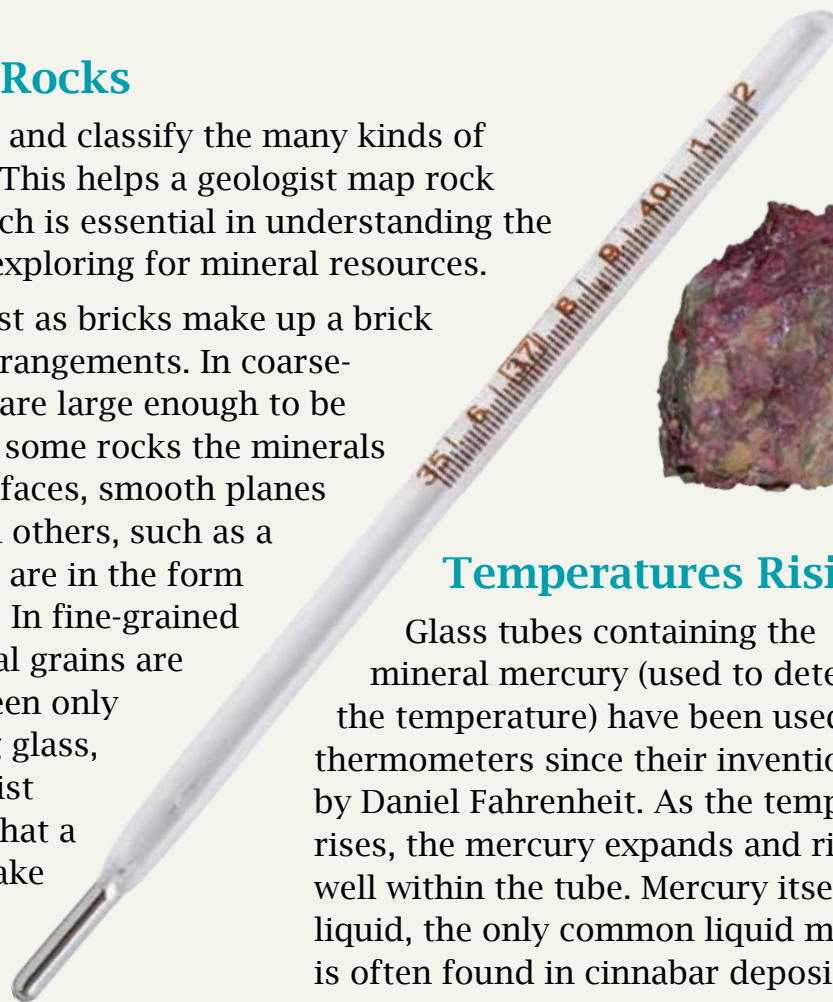 Rocks
and classify the many kinds of
This helps a geologist map rock
ch is essential in understanding the
exploring for mineral resources.
st as bricks make up a brick
rangements. In coarse-
are large enough to be
some rocks the minerals
faces, smooth planes
others, such as a
are in the form
In fine-grained
al grains are
een only
glass,
ist
hat a
ake
35 6 37 8 9 40 1 2
Temperatures Risi
Glass tubes containing the
mineral mercury (used to dete
the temperature) have been used
thermometers since their inventio
by Daniel Fahrenheit. As the temp
rises, the mercury expands and ri
well within the tube. Mercury itse
liquid, the only common liquid m
is often found in cinnabar deposi